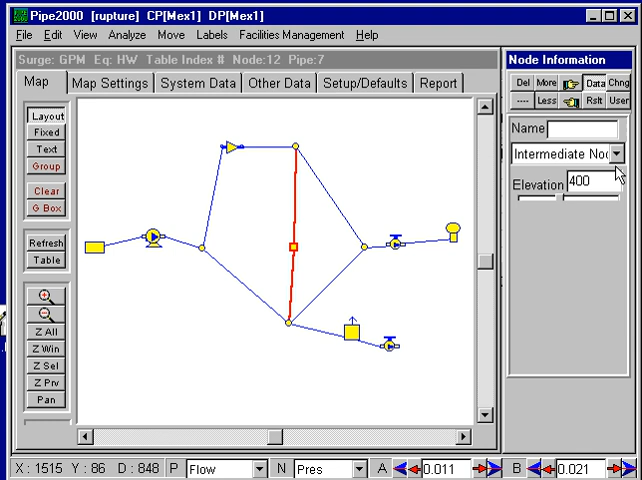 Pipe2000 [rupture] CP[Mex1] DP[Mex1]
File Edit View Analyze Move Labels Facilities Management Help
Surge: GPM Eq: HW Table Index # Node:12 Pipe:7
Map Map Settings System Data Other Data Setup/Defaults Report
Layout
Fixed
Text
Group
Clear
G Box
Refresh
Table
Z All
Z Win
Z Sel
Z Prv
Pan
Node Information
Del More Data Chng
---- Less Rslt User
Name
Intermediate Noc
Elevation 400
X : 1515 Y : 86 D : 848 P Flow N Pres A 0.011 B 0.021